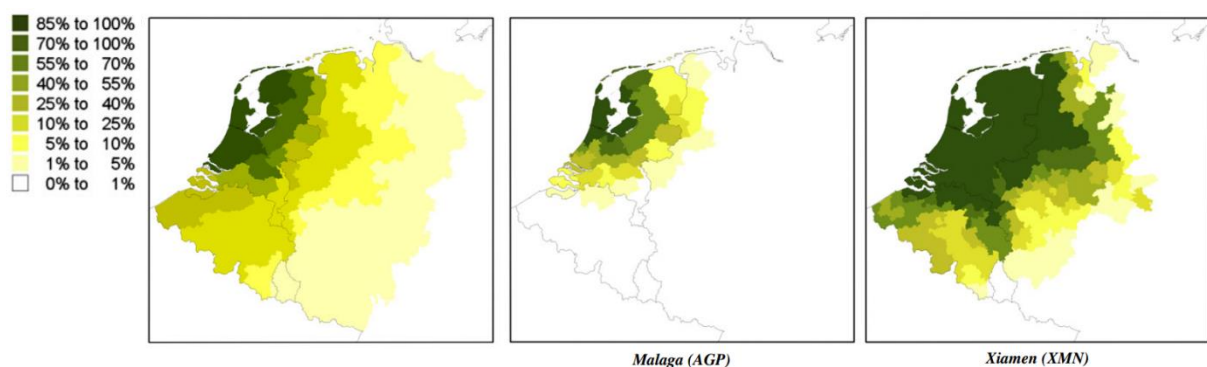 85% to 100%
70% to 100%
55% to 70%
40% to 55%
25% to 40%
10% to 25%
5% to 10%
1% to 5%
0% to 1%
Malaga (AGP)
Xiamen (XMN)